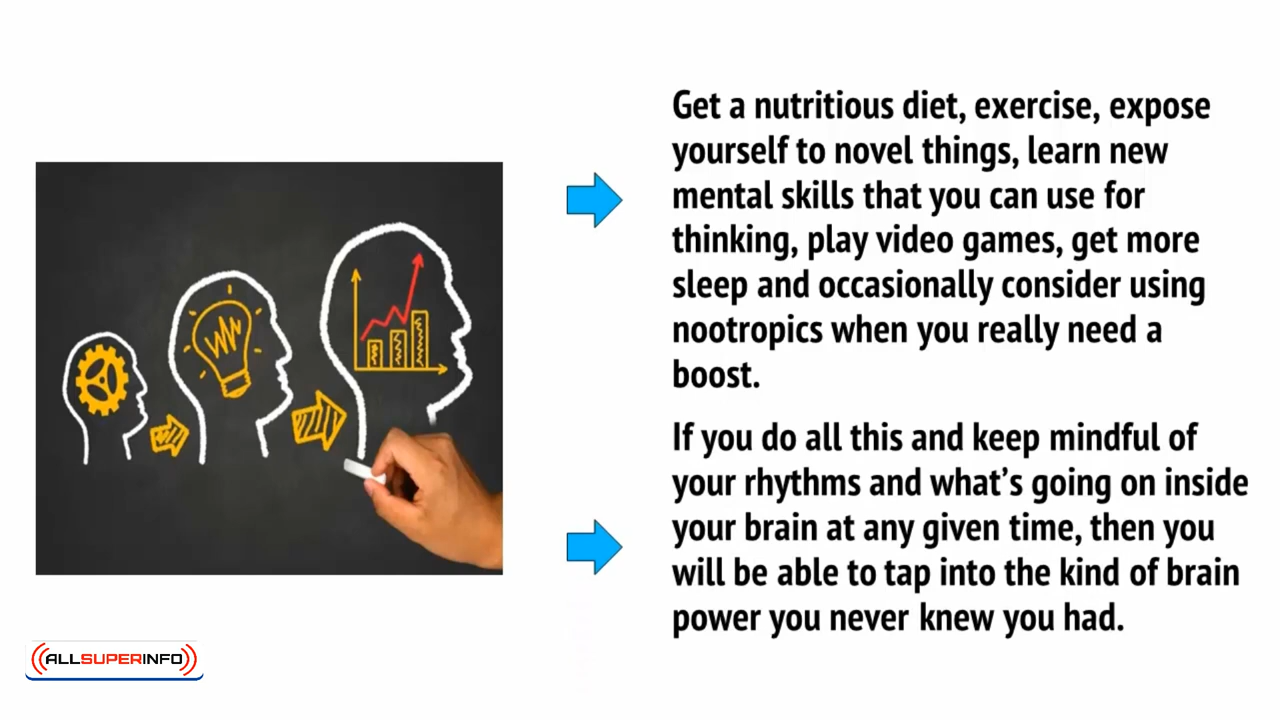 Get a nutritious diet, exercise, expose
yourself to novel things, learn new
mental skills that you can use for
thinking, play video games, get more
sleep and occasionally consider using
nootropics when you really need a
boost.
If you do all this and keep mindful of
your rhythms and what's going on inside
your brain at any given time, then you
will be able to tap into the kind of brain
power you never knew you had.
ALLSUPERINFO